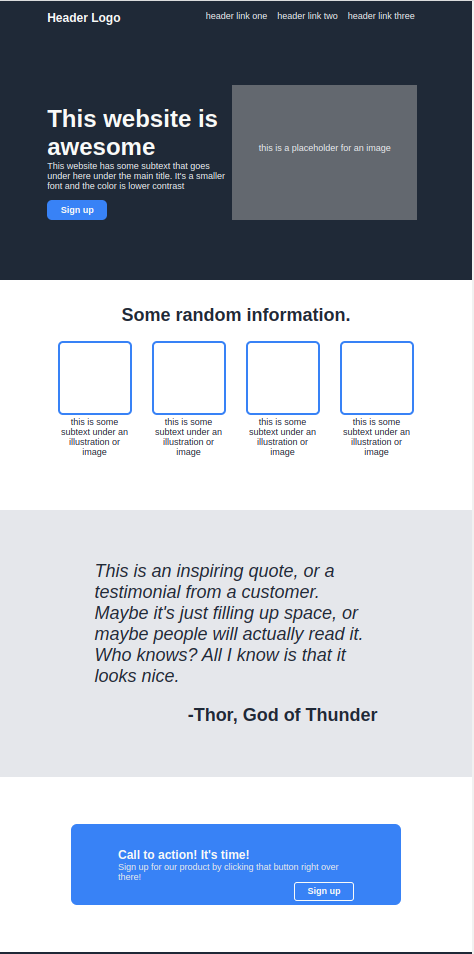 Header Logo
header link one
header link two
header link three
This website is
awesome
This website has some subtext that goes
under here under the main title. It's a smaller
font and the color is lower contrast
Sign up
this is a placeholder for an image
Some random information.
this is some
subtext under an
illustration or
image
this is some
subtext under an
illustration or
image
this is some
subtext under an
illustration or
image
this is some
subtext under an
illustration or
image
This is an inspiring quote, or a
testimonial from a customer.
Maybe it's just filling up space, or
maybe people will actually read it.
Who knows? All I know is that it
looks nice.
-Thor, God of Thunder
Call to action! It's time!
Sign up for our product by clicking that button right over
there!
Sign up